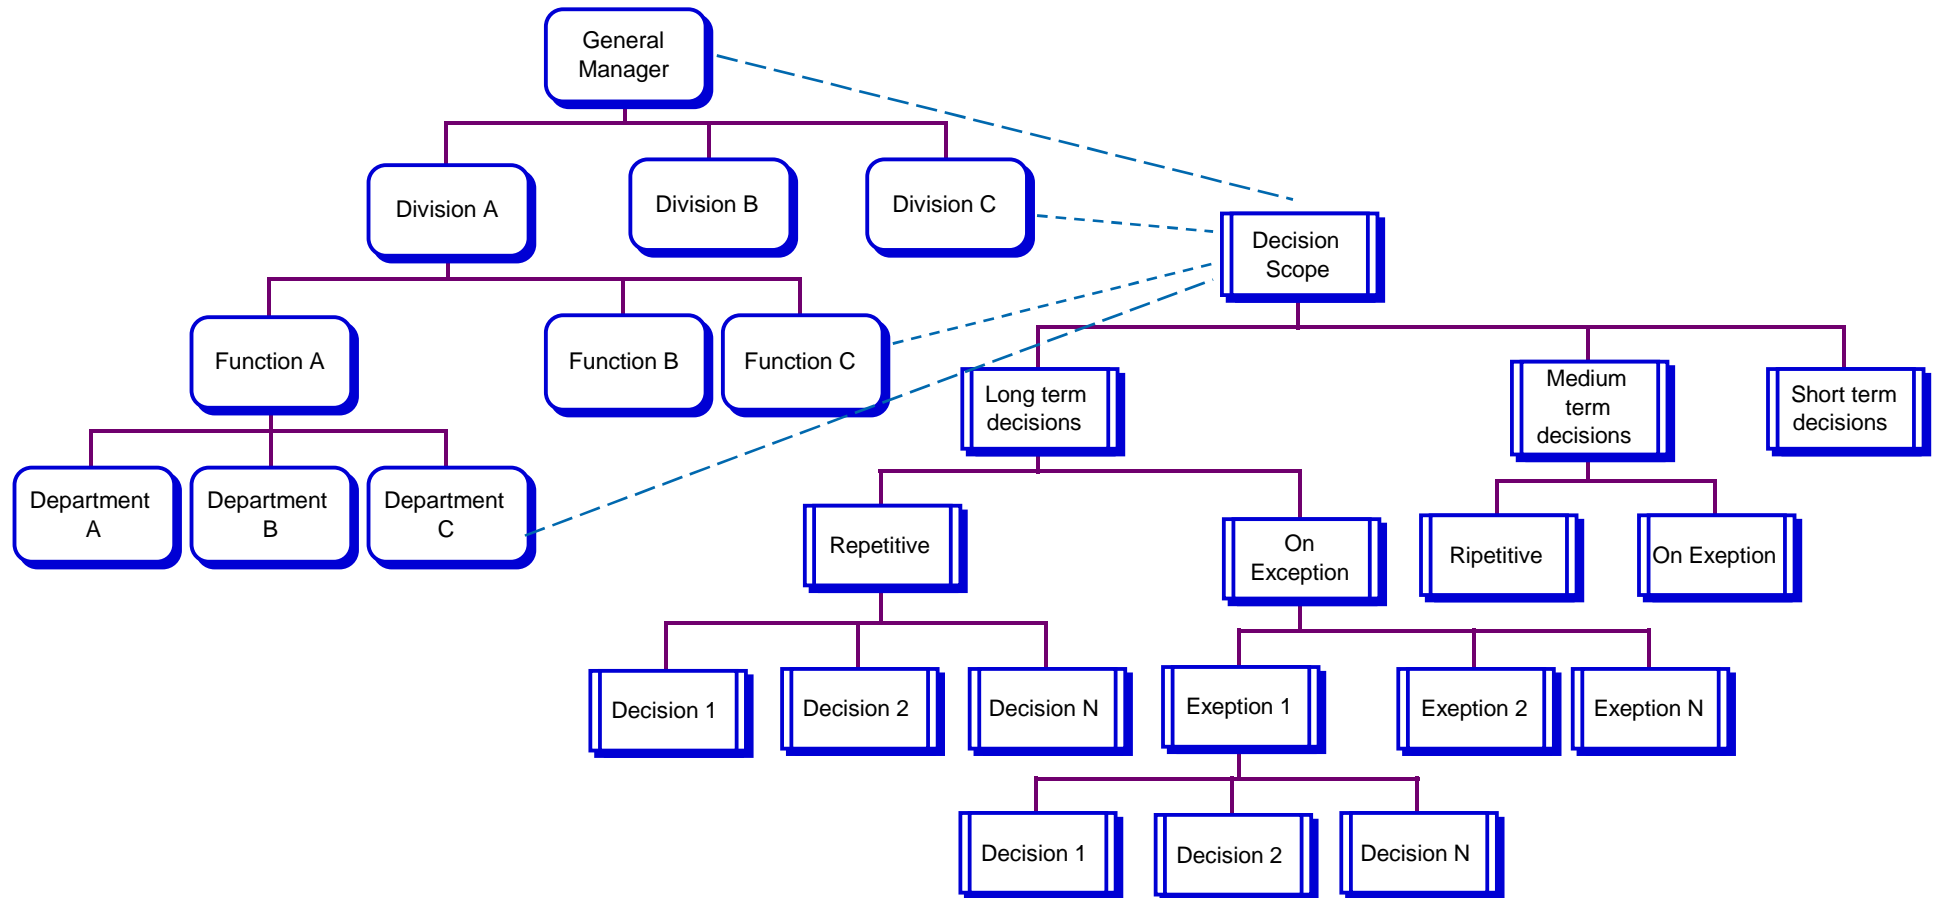 General
Manager
Division A
Division B
Division C
Decision
Scope
Function A
Function B
Function C
Long term
decisions
Medium
term
decisions
Short term
decisions
Department
A
Department
B
Department
C
Repetitive
On
Exception
Ripetitive
On Exeption
Decision 1
Decision 2
Decision N
Exeption 1
Exeption 2
Exeption N
Decision 1
Decision 2
Decision N